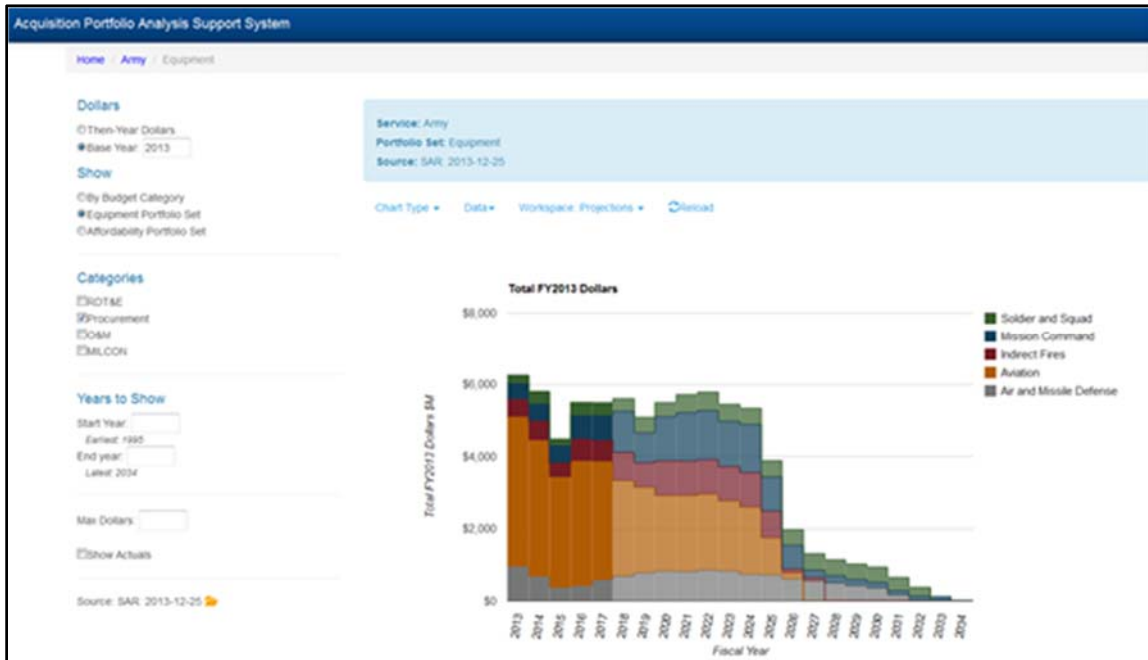 Acquisition Portfolio Analysis Support System
Home / Army / Equipment
Dollars
Then-Year Dollars
Base Year: 2013
Show
By Budget Category
Equipment Portfolio Set
Affordability Portfolio Set
Categories
RDT&E
Procurement
O&M
MILCON
Years to Show
Start Year:
Earliest: 1995
End year:
Latest: 2034
Max Dollars:
Show Actuals
Source: SAR: 2013-12-25
Service: Army
Portfolio Set: Equipment
Source: SAR: 2013-12-25
Chart Type Data Workspace: Projections Reload
Total FY2013 Dollars
$8,000
$6,000
$4,000
$2,000
$0
Total FY2013 Dollars $M
2013 2014 2015 2016 2017 2018 2019 2020 2021 2022 2023 2024 2025 2026 2027 2028 2029 2030 2031 2032 2033 2034
Fiscal Year
Soldier and Squad
Mission Command
Indirect Fires
Aviation
Air and Missile Defense